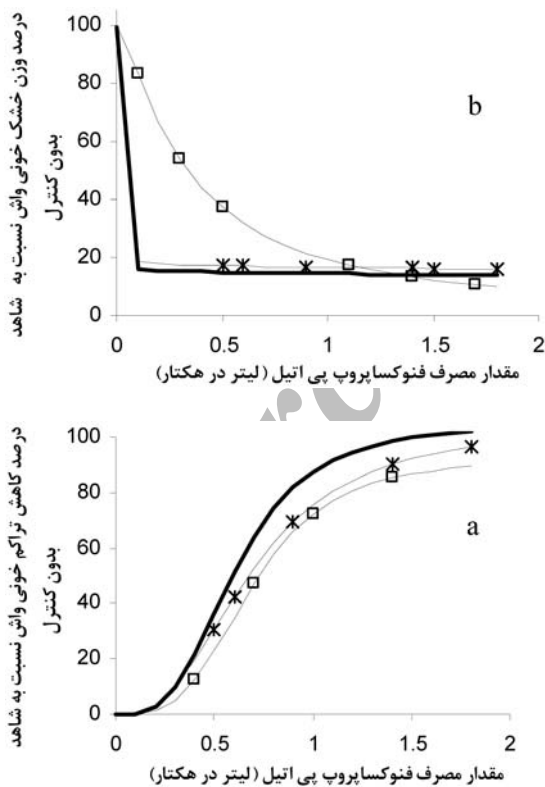 درصد وزن خشک خونی واش نسبت به شاهد
بدون کنترل
100
80
60
40
20
0
b
0 0.5 1 1.5 2
مقدار مصرف فنوکساپروپ پی اتیل (لیتر در هکتار)
درصد کاهش تراکم خونی واش نسبت به شاهد
بدون کنترل
100
80
60
40
20
0
a
0 0.5 1 1.5 2
مقدار مصرف فنوکساپروپ پی اتیل (لیتر در هکتار)